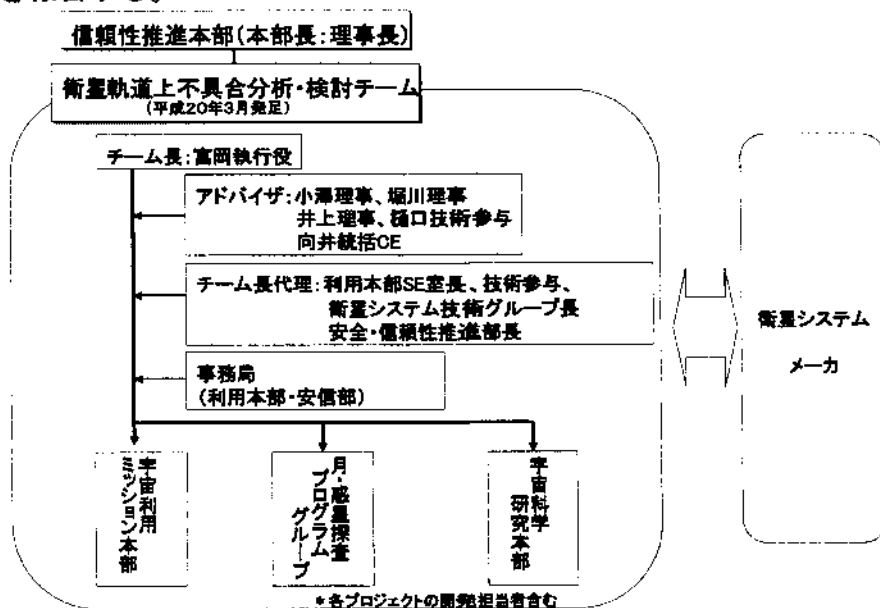 信頼性推進本部(本部長:理事長)
衛星軌道上不具合分析・検討チーム
(平成20年3月発足)
チーム長:富岡執行役
アドバイザ:小澤理事、堀川理事
井上理事、樋口技術参与
向井統括CE
チーム長代理:利用本部SE室長、技術参与、
衛星システム技術グループ長
安全・信頼性推進部長
事務局
(利用本部・安信部)
衛星システム
メーカ
宇宙利用
ミッション本部
月・惑星探査
プログラム
グループ
宇宙科学
研究本部
*各プロジェクトの開発担当者含む